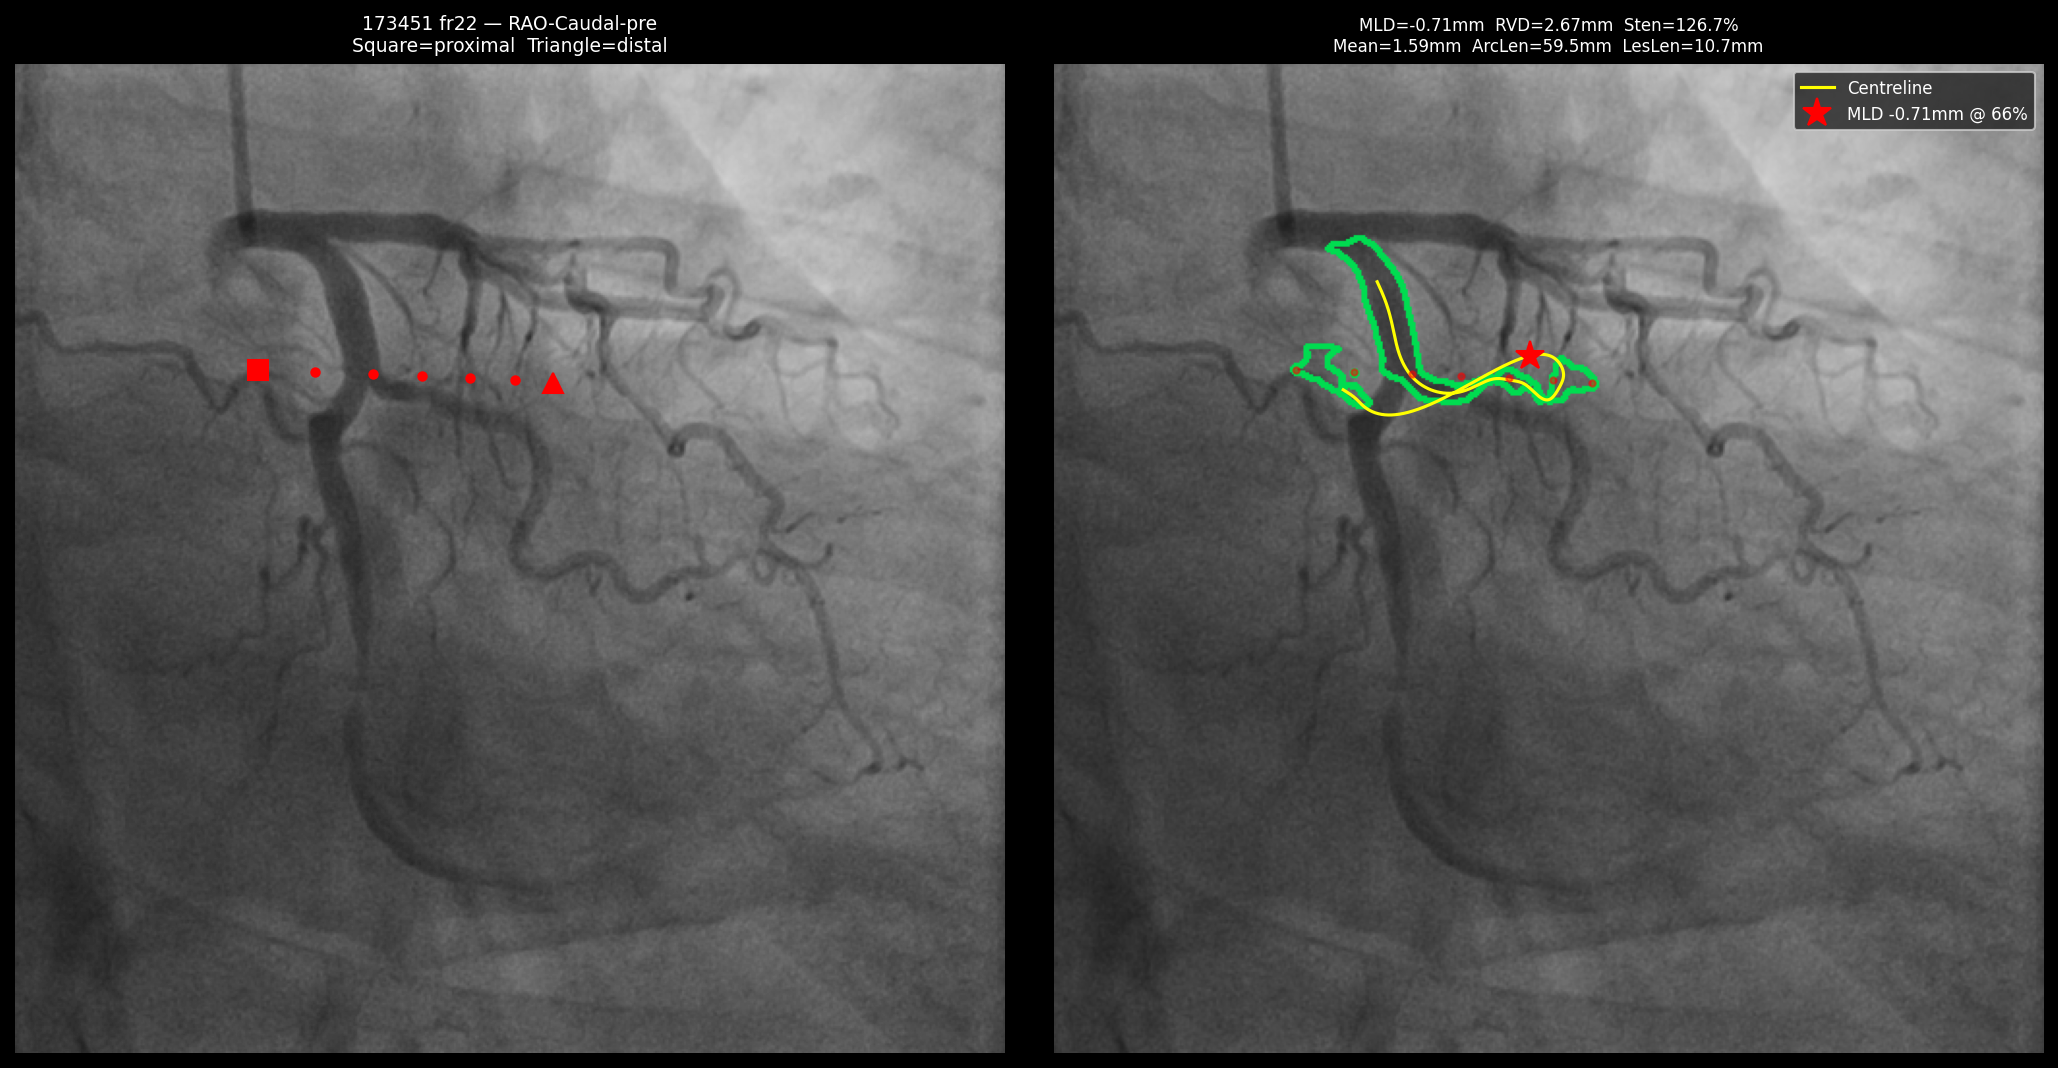 173451 fr22 — RAO-Caudal-pre
Square=proximal  Triangle=distal
MLD=-0.71mm  RVD=2.67mm  Sten=126.7%
Mean=1.59mm  ArcLen=59.5mm  LesLen=10.7mm
Centreline
MLD -0.71mm @ 66%